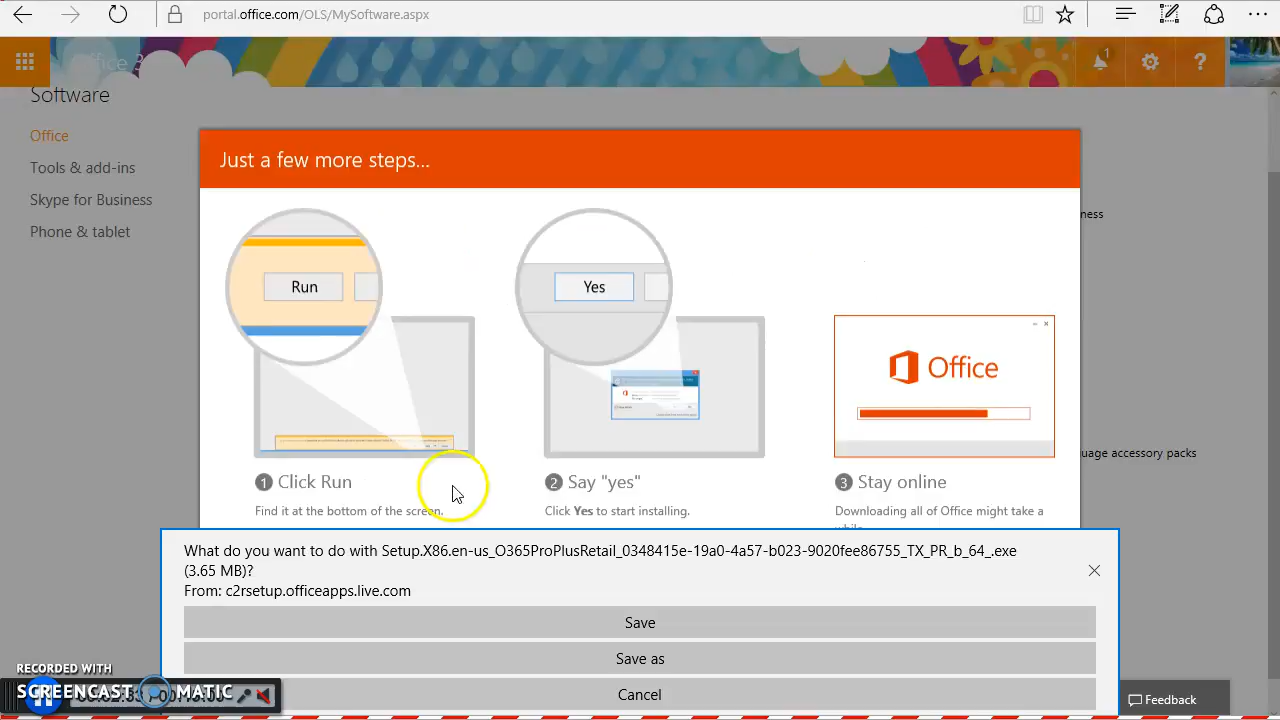 portal.office.com/OLS/MySoftware.aspx
Office 3
1
?
Software
Office
Tools & add-ins
Skype for Business
Phone & tablet
Just a few more steps...
ness
Run
Yes
Office
uage accessory packs
1 Click Run
2 Say "yes"
3 Stay online
Find it at the bottom of the screen.
Click Yes to start installing.
Downloading all of Office might take a
while.
What do you want to do with Setup.X86.en-us_O365ProPlusRetail_0348415e-19a0-4a57-b023-9020fee86755_TX_PR_b_64_.exe
(3.65 MB)?
From: c2rsetup.officeapps.live.com
Save
Save as
Cancel
RECORDED WITH
SCREENCAST MATIC
Feedback